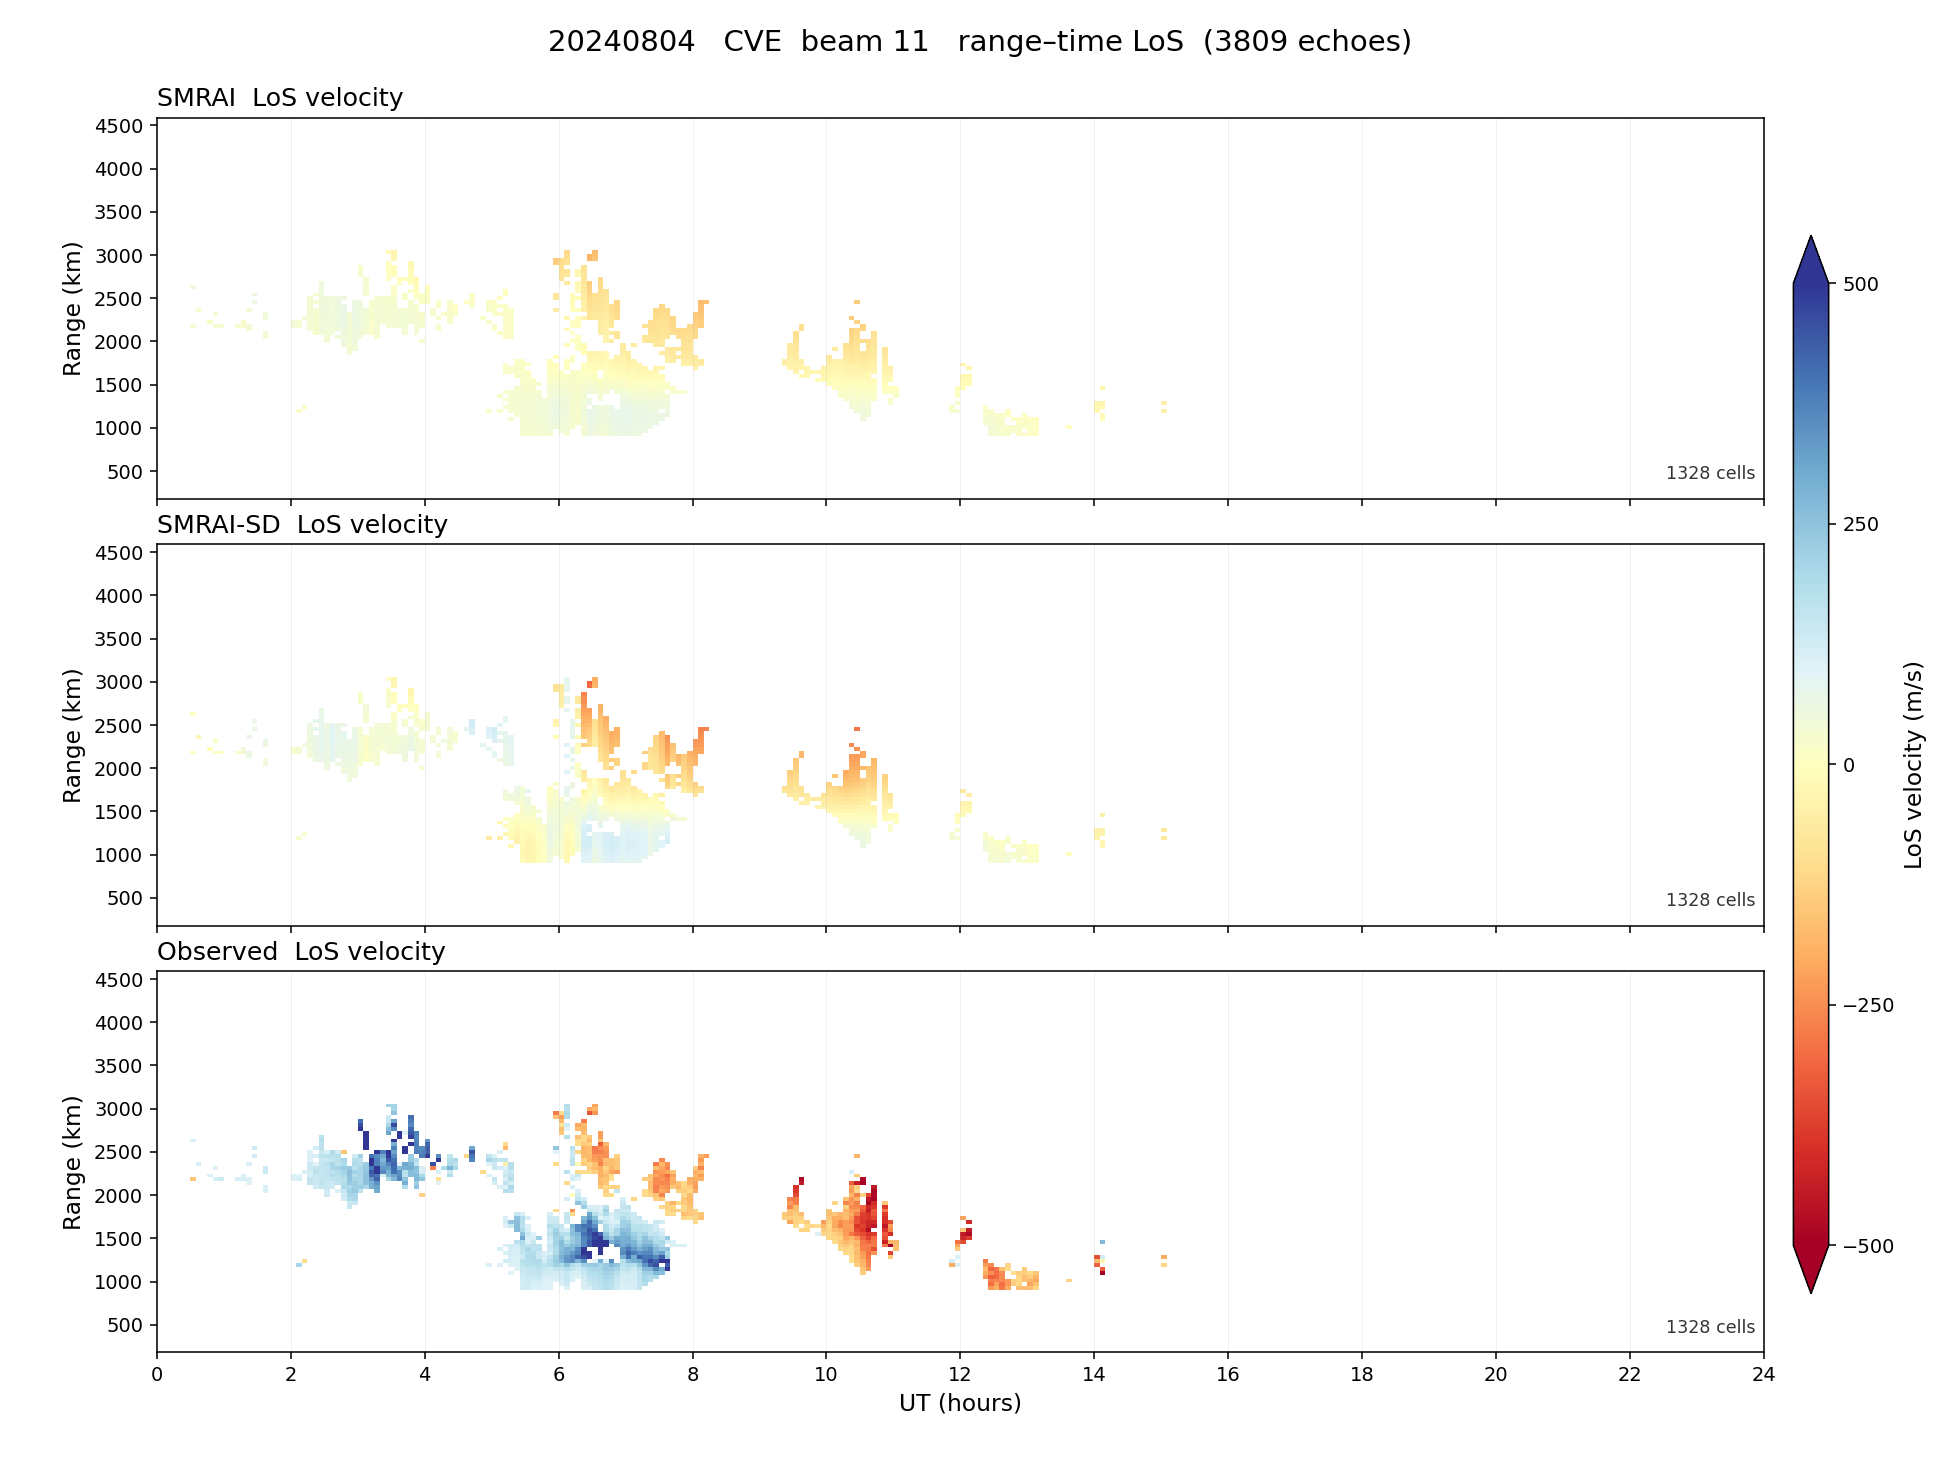 20240804 CVE beam 11 range–time LoS (3809 echoes)
SMRAI LoS velocity
4500
4000
3500
3000
2500
2000
1500
1000
500
Range (km)
1328 cells
SMRAI-SD LoS velocity
4500
4000
3500
3000
2500
2000
1500
1000
500
Range (km)
1328 cells
Observed LoS velocity
4500
4000
3500
3000
2500
2000
1500
1000
500
Range (km)
1328 cells
0 2 4 6 8 10 12 14 16 18 20 22 24
UT (hours)
500
250
0
−250
−500
LoS velocity (m/s)